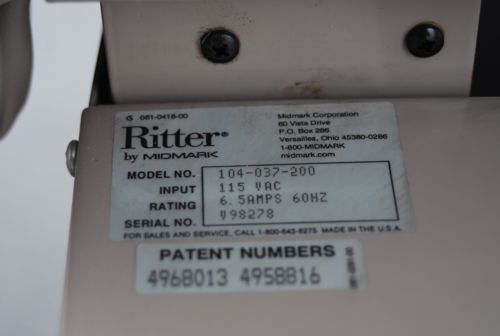 G 061-0418-00
Ritter®
by MIDMARK
Midmark Corporation
60 Vista Drive
P.O. Box 286
Versailles, Ohio 45380-0286
1-800-MIDMARK
midmark.com
MODEL NO. 104-037-200
INPUT 115 VAC
RATING 6.5AMPS 60HZ
SERIAL NO. V98278
FOR SALES AND SERVICE, CALL 1-800-643-6275 MADE IN THE U.S.A.
PATENT NUMBERS
4968013 4958816